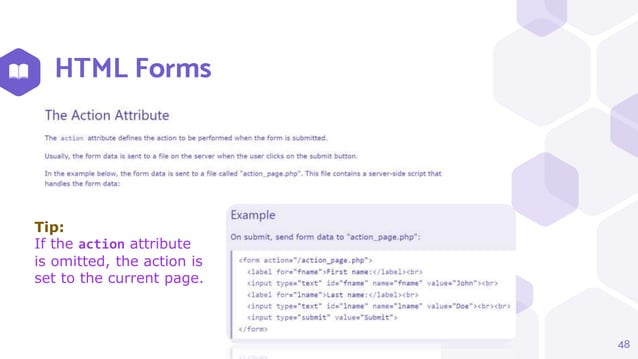 HTML Forms
The Action Attribute
The action attribute defines the action to be performed when the form is submitted.
Usually, the form data is sent to a file on the server when the user clicks on the submit button.
In the example below, the form data is sent to a file called "action_page.php". This file contains a server-side script that
handles the form data:
Tip:
If the action attribute
is omitted, the action is
set to the current page.
Example
On submit, send form data to "action_page.php":
<form action="/action_page.php">
<label for="fname">First name:</label><br>
<input type="text" id="fname" name="fname" value="John"><br>
<label for="lname">Last name:</label><br>
<input type="text" id="lname" name="lname" value="Doe"><br><br>
<input type="submit" value="Submit">
</form>
48